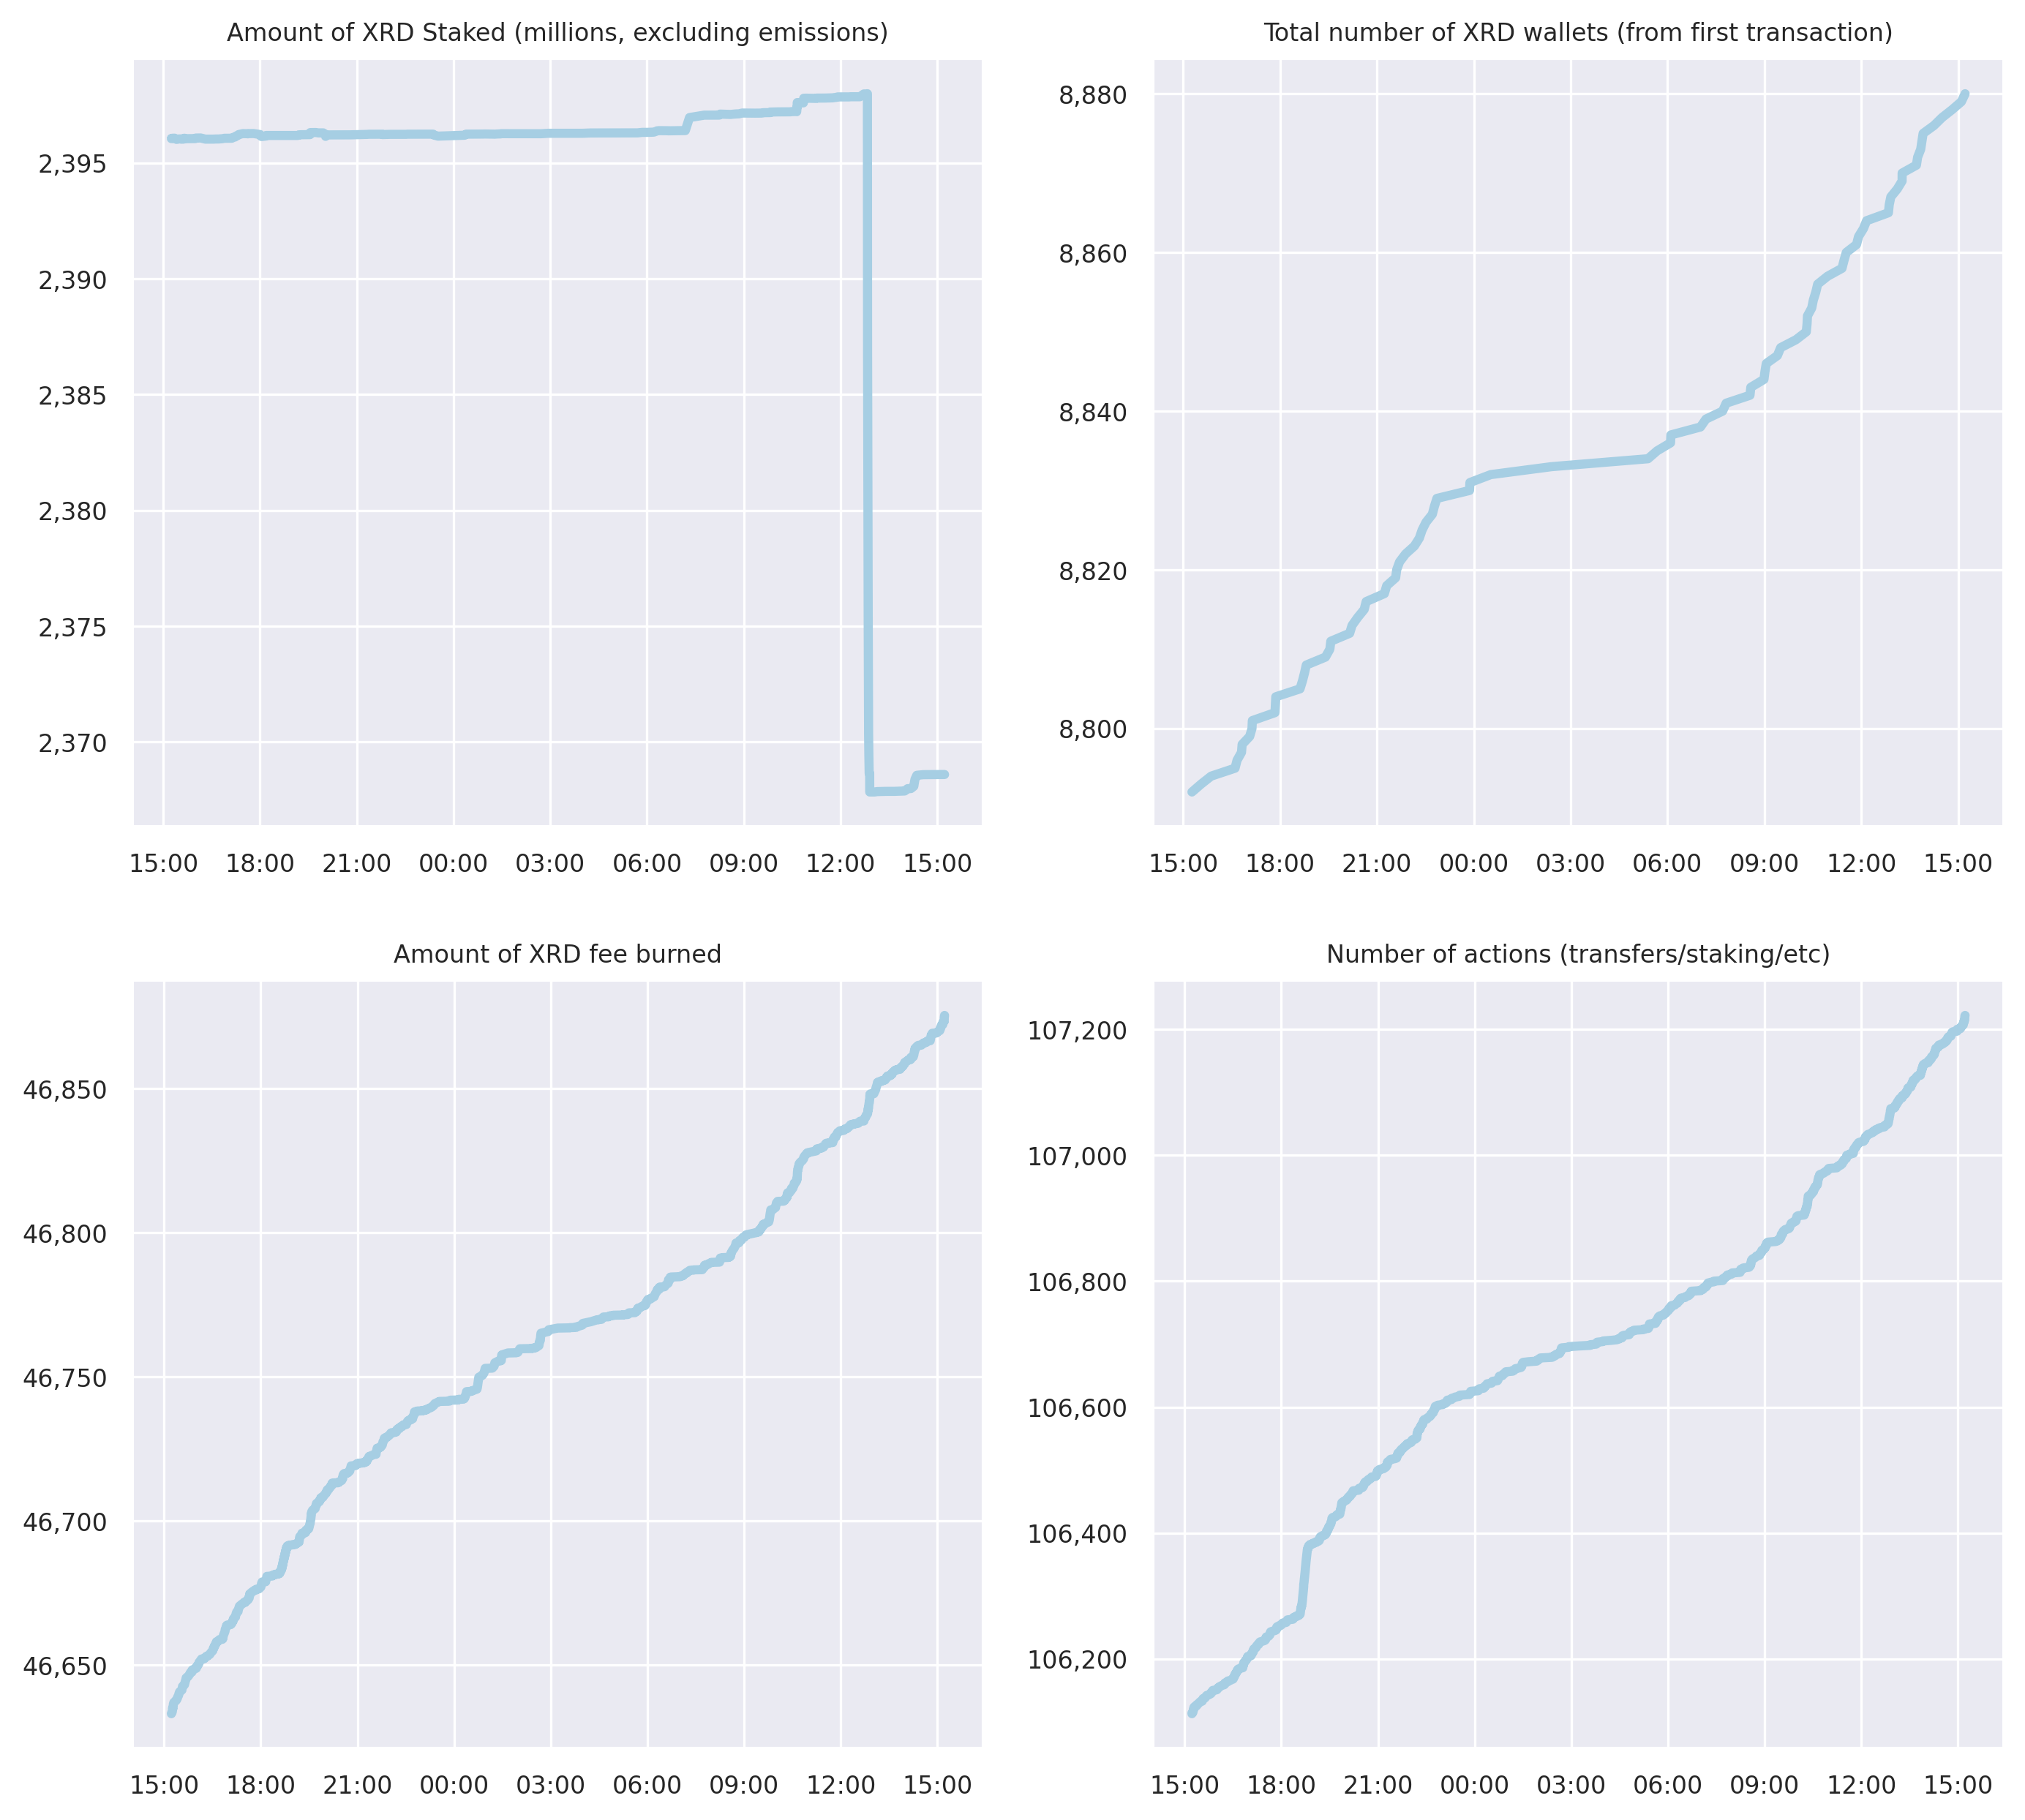 Amount of XRD Staked (millions, excluding emissions)
2,395
2,390
2,385
2,380
2,375
2,370
15:00 18:00 21:00 00:00 03:00 06:00 09:00 12:00 15:00
Total number of XRD wallets (from first transaction)
8,880
8,860
8,840
8,820
8,800
15:00 18:00 21:00 00:00 03:00 06:00 09:00 12:00 15:00
Amount of XRD fee burned
46,850
46,800
46,750
46,700
46,650
15:00 18:00 21:00 00:00 03:00 06:00 09:00 12:00 15:00
Number of actions (transfers/staking/etc)
107,200
107,000
106,800
106,600
106,400
106,200
15:00 18:00 21:00 00:00 03:00 06:00 09:00 12:00 15:00